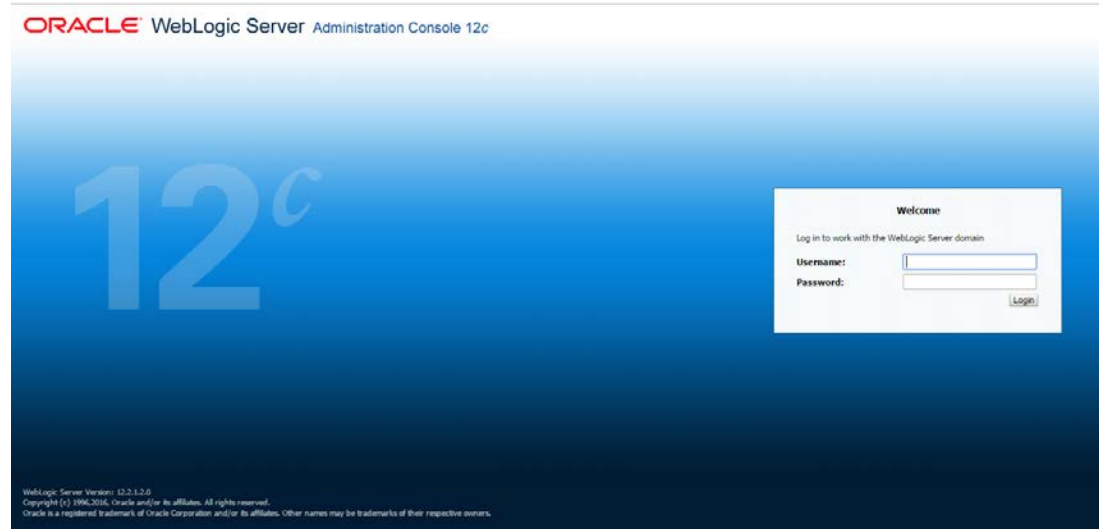 ORACLE WebLogic Server Administration Console 12c
12c
Welcome
Log in to work with the WebLogic Server domain
Username:
Password:
Login
WebLogic Server Version: 12.2.1.2.0
Copyright (c) 1996,2016, Oracle and/or its affiliates. All rights reserved.
Oracle is a registered trademark of Oracle Corporation and/or its affiliates. Other names may be trademarks of their respective owners.